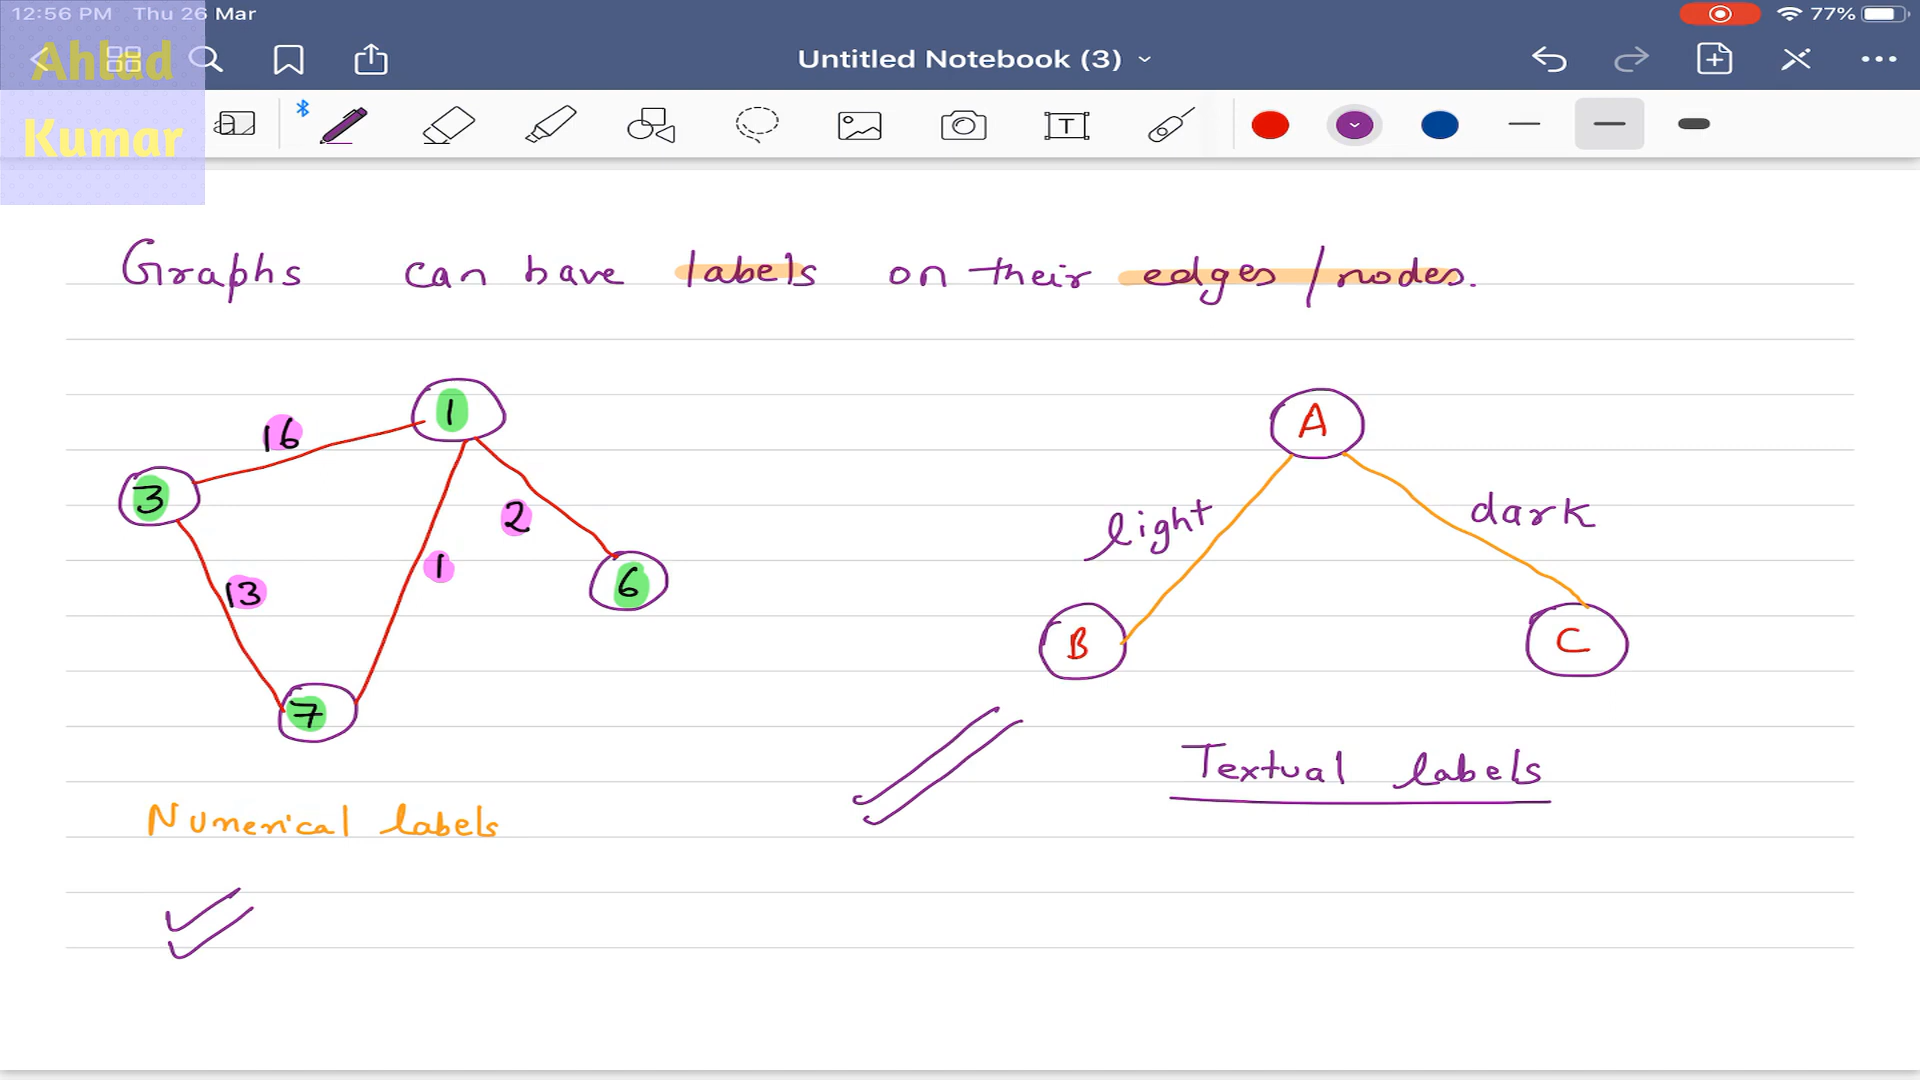 12:56 PM Thu 26 Mar
77%
Ahlad
Kumar
Untitled Notebook (3)
a
T
Graphs can have labels on their edges/nodes.
1
16
3
2
1
13
6
7
A
light
dark
B
C
Textual labels
Numerical labels